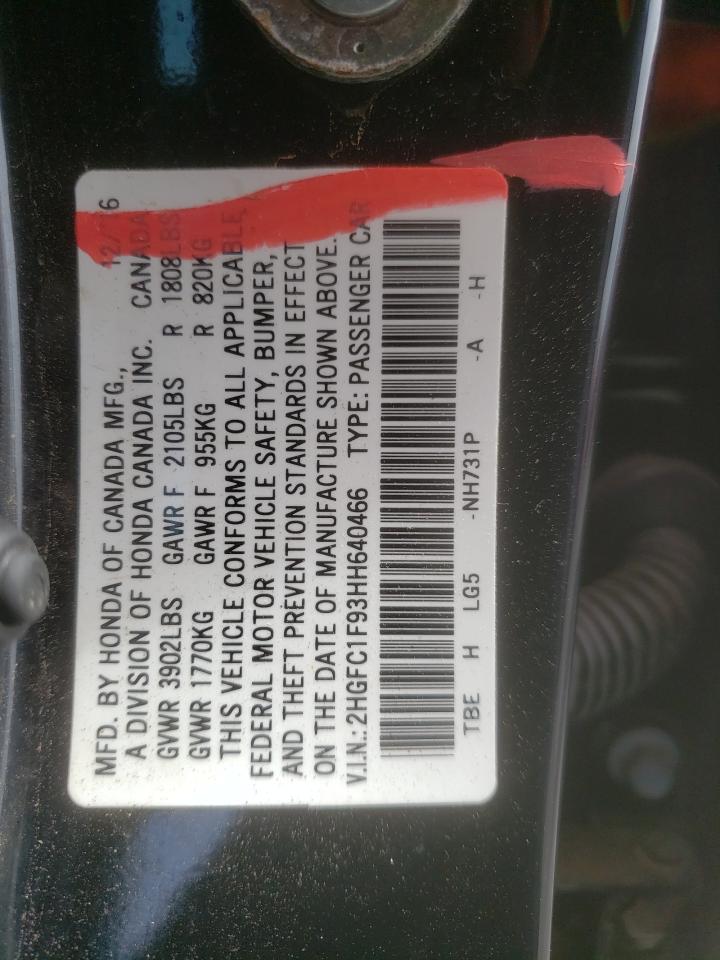 MFD. BY HONDA OF CANADA MFG., 12/16
A DIVISION OF HONDA CANADA INC. CANADA
GVWR 3902LBS GAWR F 2105LBS R 1808LBS
GVWR 1770KG GAWR F 955KG R 820KG
THIS VEHICLE CONFORMS TO ALL APPLICABLE
FEDERAL MOTOR VEHICLE SAFETY, BUMPER,
AND THEFT PREVENTION STANDARDS IN EFFECT
ON THE DATE OF MANUFACTURE SHOWN ABOVE.
V.I.N.: 2HGFC1F93HH640466 TYPE: PASSENGER CAR
TBE H LG5 -NH731P -A -H